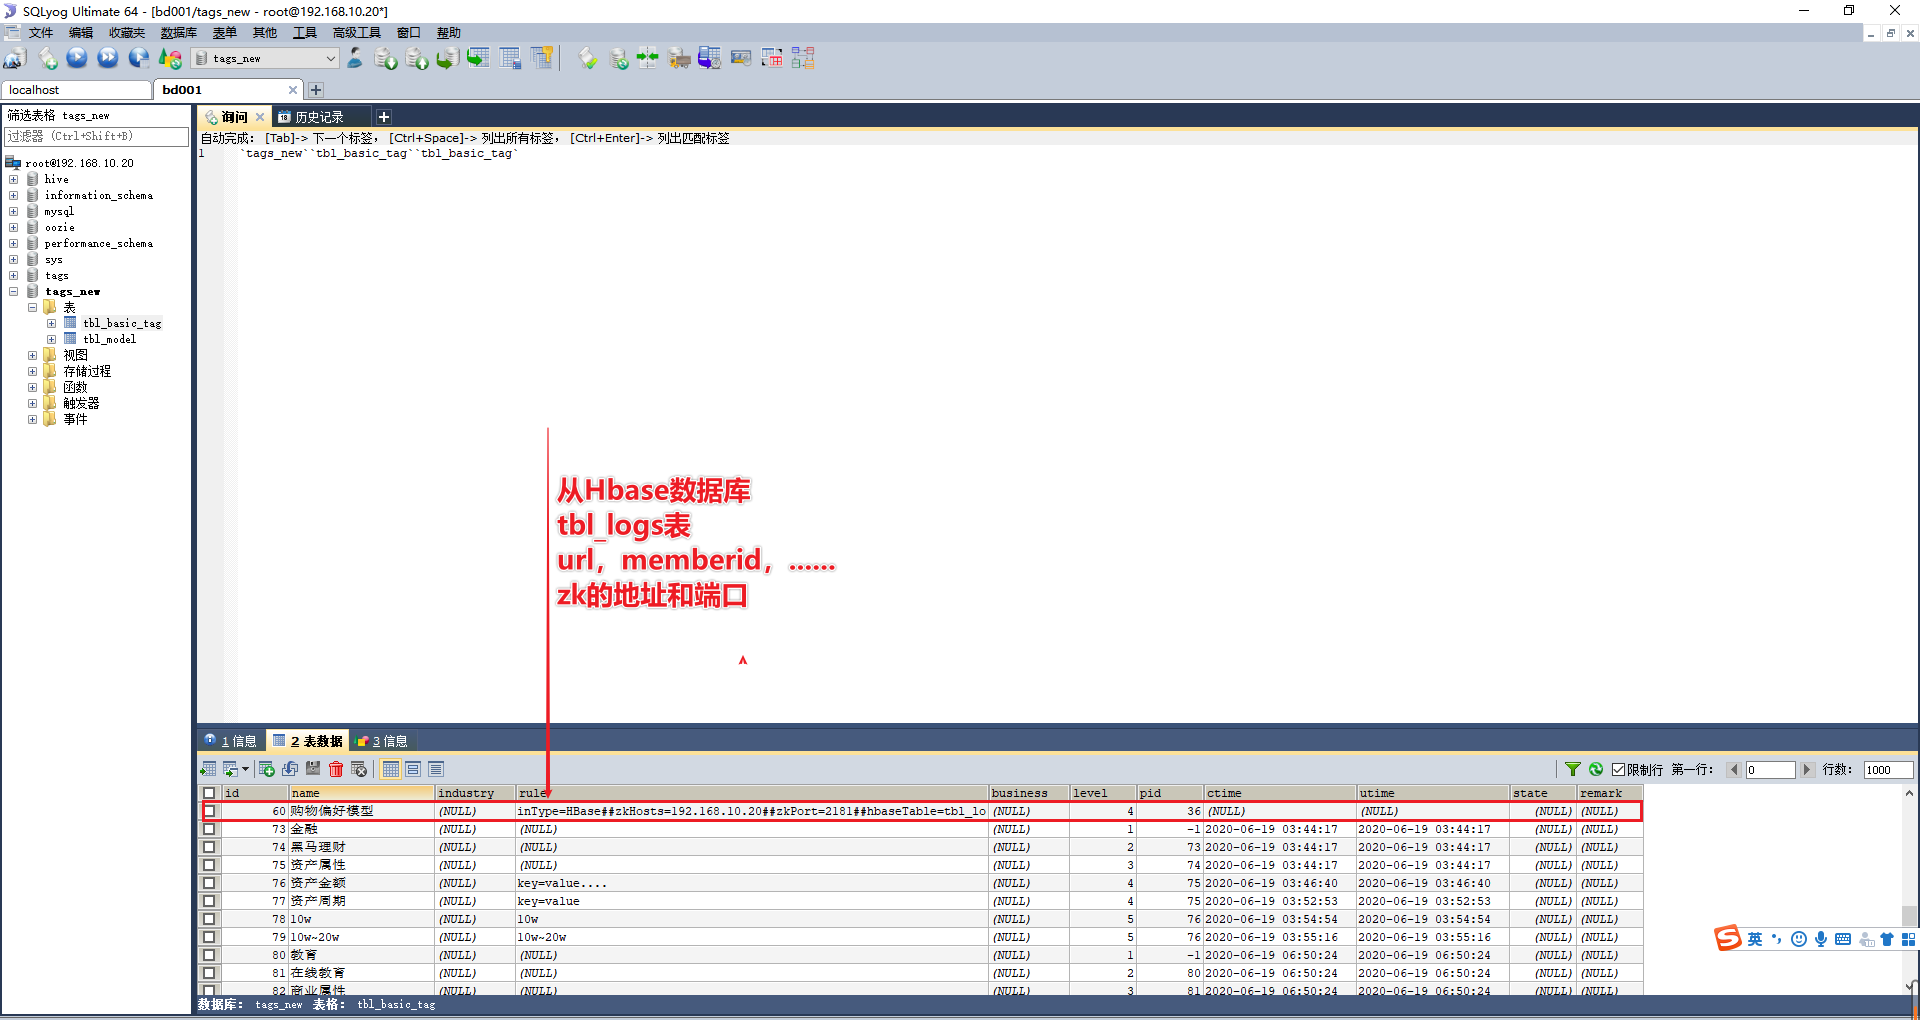 SQLyog Ultimate 64 - [bd001/tags_new - root@192.168.10.20*]
文件 编辑 收藏夹 数据库 表单 其他 工具 高级工具 窗口 帮助
tags_new
localhost bd001
筛选表格 tags_new
过滤器 (Ctrl+Shift+B)
root@192.168.10.20
hive
information_schema
mysql
oozie
performance_schema
sys
tags
tags_new
表
tbl_basic_tag
tbl_model
视图
存储过程
函数
触发器
事件
询问 历史记录
自动完成: [Tab]-> 下一个标签, [Ctrl+Space]-> 列出所有标签, [Ctrl+Enter]-> 列出匹配标签
1 `tags_new``tbl_basic_tag``tbl_basic_tag`
从Hbase数据库
tbl_logs表
url，memberid，......
zk的地址和端口
1 信息 2 表数据 3 信息
限制行 第一行: 0 行数: 1000
id name industry rule business level pid ctime utime state remark
60 购物偏好模型 (NULL) inType=HBase##zkHosts=192.168.10.20##zkPort=2181##hbaseTable=tbl_lo (NULL) 4 36 (NULL) (NULL) (NULL) (NULL)
73 金融 (NULL) (NULL) (NULL) 1 -1 2020-06-19 03:44:17 2020-06-19 03:44:17 (NULL) (NULL)
74 黑马理财 (NULL) (NULL) (NULL) 2 73 2020-06-19 03:44:17 2020-06-19 03:44:17 (NULL) (NULL)
75 资产属性 (NULL) (NULL) (NULL) 3 74 2020-06-19 03:44:17 2020-06-19 03:44:17 (NULL) (NULL)
76 资产金额 (NULL) key=value.... (NULL) 4 75 2020-06-19 03:46:40 2020-06-19 03:46:40 (NULL) (NULL)
77 资产周期 (NULL) key=value (NULL) 4 75 2020-06-19 03:52:53 2020-06-19 03:52:53 (NULL) (NULL)
78 10w (NULL) 10w (NULL) 5 76 2020-06-19 03:54:54 2020-06-19 03:54:54 (NULL) (NULL)
79 10w~20w (NULL) 10w~20w (NULL) 5 76 2020-06-19 03:55:16 2020-06-19 03:55:16 (NULL) (NULL)
80 教育 (NULL) (NULL) (NULL) 1 -1 2020-06-19 06:50:24 2020-06-19 06:50:24 (NULL) (NULL)
81 在线教育 (NULL) (NULL) (NULL) 2 80 2020-06-19 06:50:24 2020-06-19 06:50:24 (NULL) (NULL)
82 商业属性 (NULL) (NULL) (NULL) 3 81 2020-06-19 06:50:24 2020-06-19 06:50:24 (NULL) (NULL)
英
数据库: tags_new 表格: tbl_basic_tag